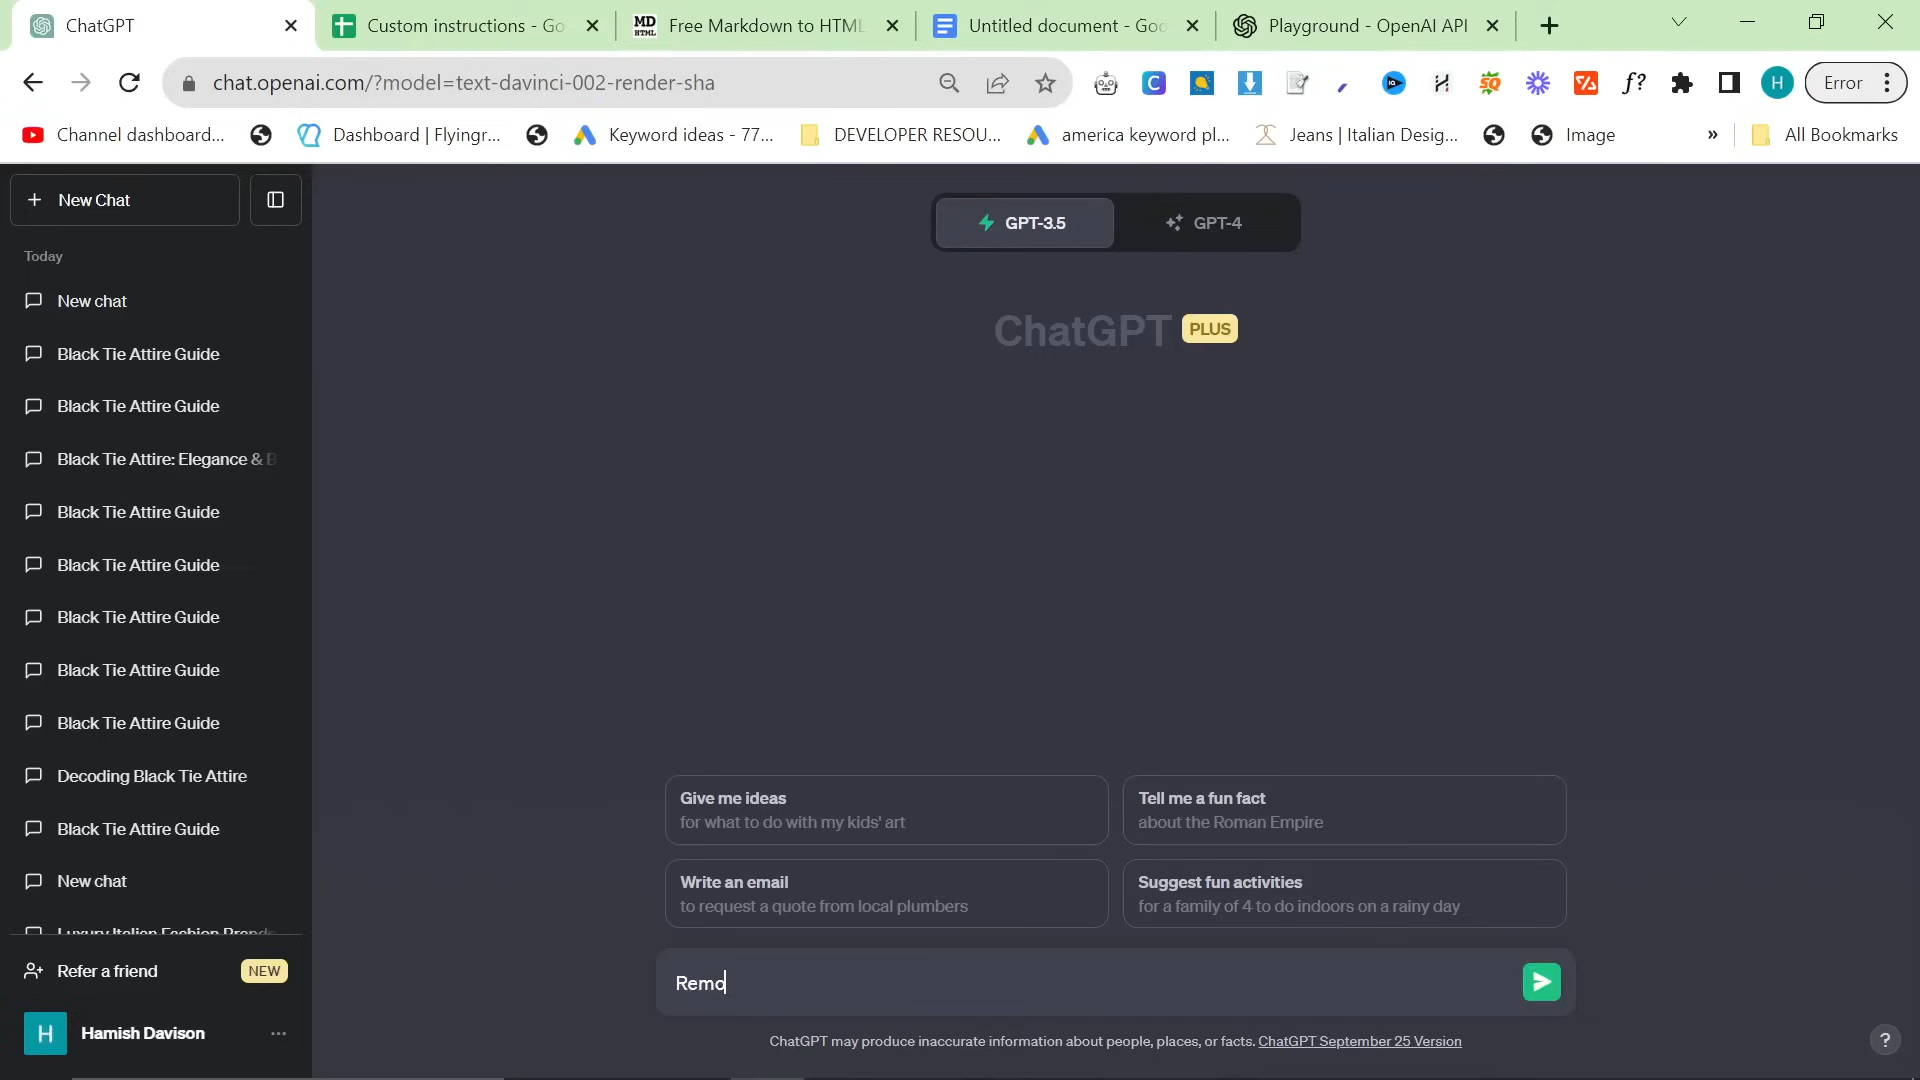 ChatGPT
Custom instructions - Go
MD HTML Free Markdown to HTML
Untitled document - Goo
Playground - OpenAI API
chat.openai.com/?model=text-davinci-002-render-sha
C
SQ
f?
H
Error
Channel dashboard...
Dashboard | Flyingr...
Keyword ideas - 77...
DEVELOPER RESOU...
america keyword pl...
Jeans | Italian Desig...
Image
»
All Bookmarks
+ New Chat
Today
New chat
Black Tie Attire Guide
Black Tie Attire Guide
Black Tie Attire: Elegance & B
Black Tie Attire Guide
Black Tie Attire Guide
Black Tie Attire Guide
Black Tie Attire Guide
Black Tie Attire Guide
Decoding Black Tie Attire
Black Tie Attire Guide
New chat
Luxury Italian Fashion Brands
Refer a friend NEW
H Hamish Davison ...
GPT-3.5
GPT-4
ChatGPT PLUS
Give me ideas
for what to do with my kids' art
Tell me a fun fact
about the Roman Empire
Write an email
to request a quote from local plumbers
Suggest fun activities
for a family of 4 to do indoors on a rainy day
Remo
ChatGPT may produce inaccurate information about people, places, or facts. ChatGPT September 25 Version
?